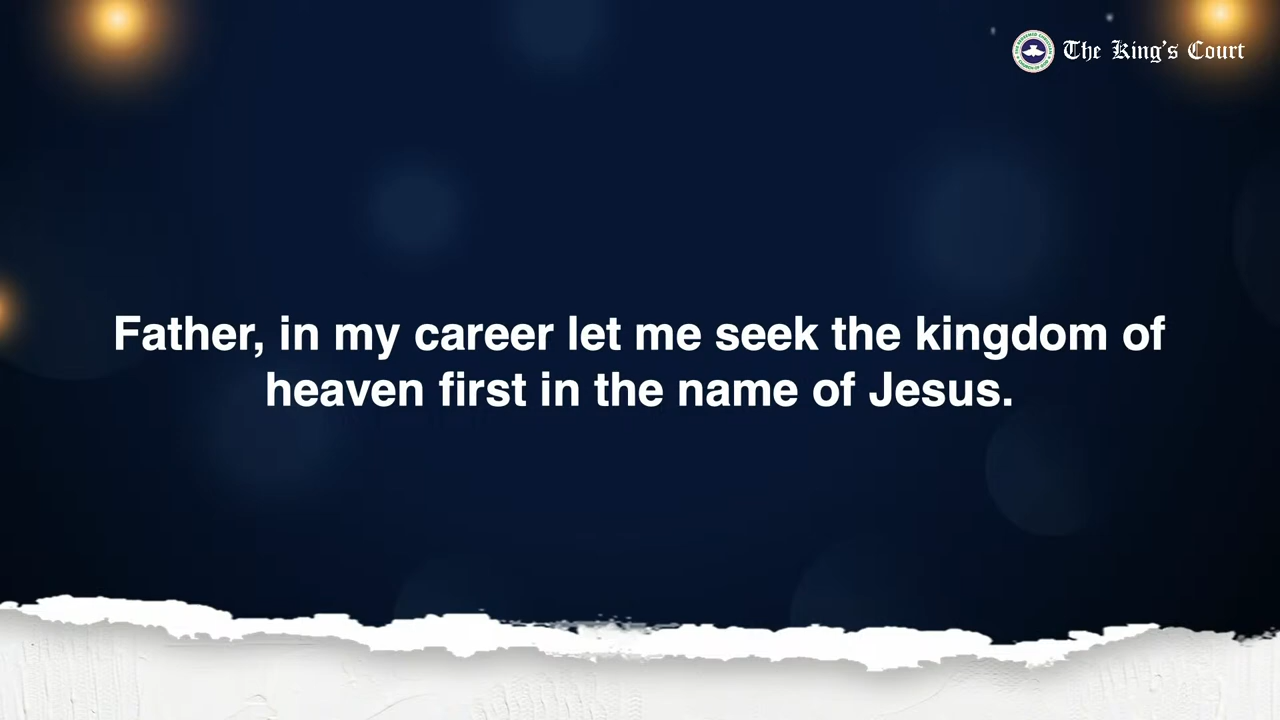 The King's Court
Father, in my career let me seek the kingdom of
heaven first in the name of Jesus.